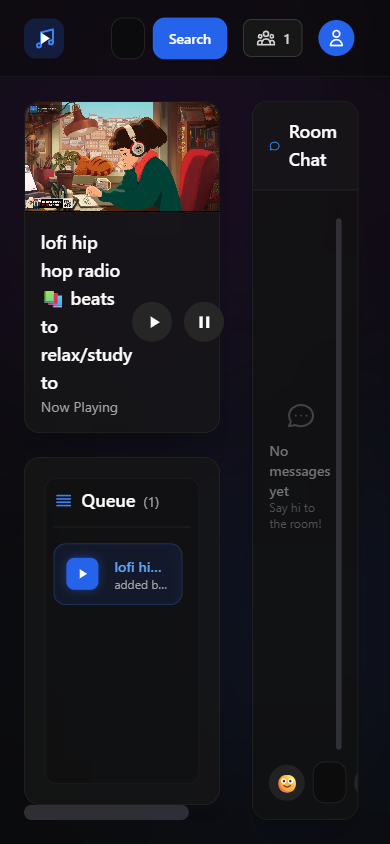 Search
1
lofi hip
hop radio
📚 beats
to
relax/study
to
Now Playing
Queue (1)
lofi hi...
added b...
Room
Chat
No
messages
yet
Say hi to
the room!